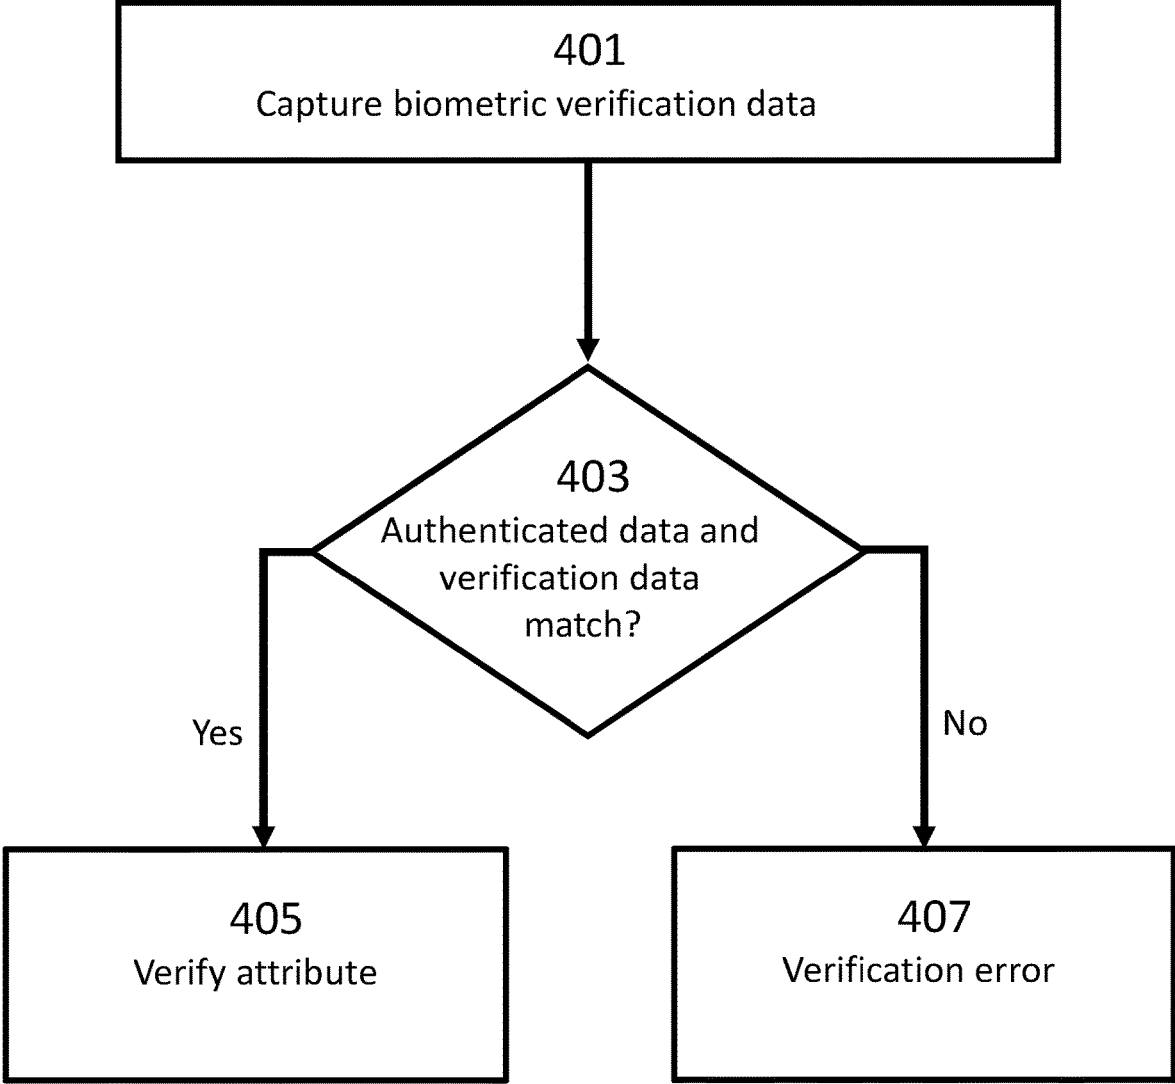 401
Capture biometric verification data
403
Authenticated data and
verification data
match?
Yes
No
405
Verify attribute
407
Verification error